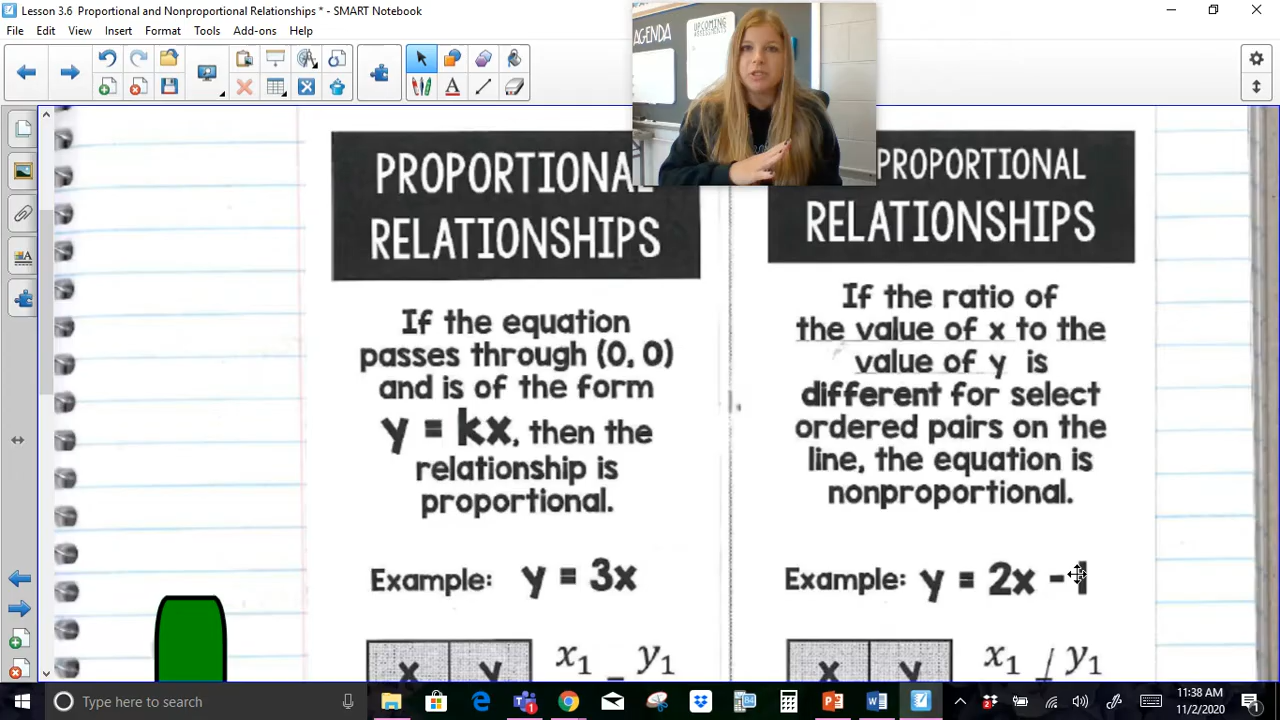 Lesson 3.6 Proportional and Nonproportional Relationships * - SMART Notebook
File Edit View Insert Format Tools Add-ons Help
AGENDA
UPCOMING
PROPORTIONAL
RELATIONSHIPS
If the equation
passes through (0, 0)
and is of the form
y = kx, then the
relationship is
proportional.
Example: y = 3x
x y x₁ = y₁
PROPORTIONAL
RELATIONSHIPS
If the ratio of
the value of x to the
value of y is
different for select
ordered pairs on the
line, the equation is
nonproportional.
Example: y = 2x - 1
x y x₁ ≠ y₁
Type here to search
11:38 AM
11/2/2020